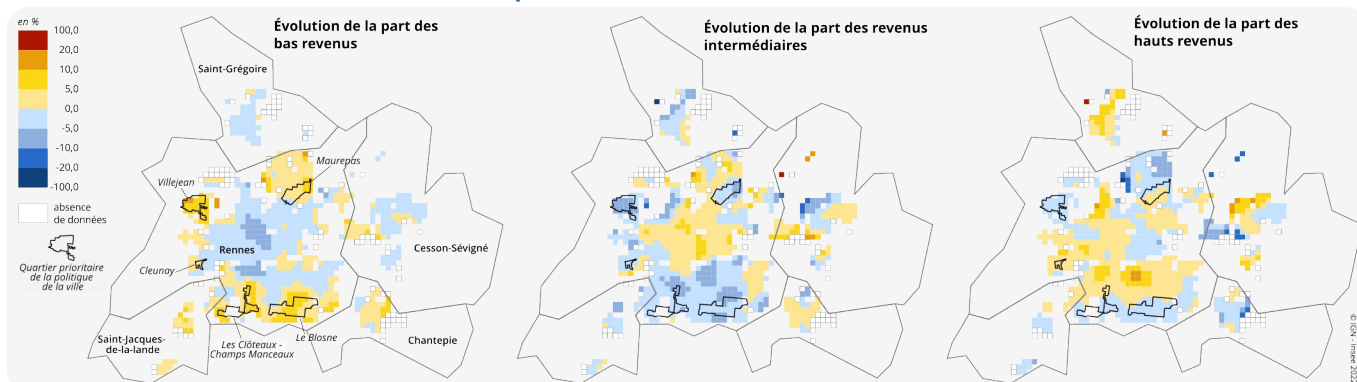 en %
100,0
20,0
10,0
5,0
0,0
-5,0
-10,0
-20,0
-100,0
absence
de données
Quartier prioritaire
de la politique
de la ville
Évolution de la part des
bas revenus
Saint-Grégoire
Maurepas
Villejean
Rennes
Cesson-Sévigné
Cleunay
Saint-Jacques-
de-la-lande
Les Clôteaux -
Champs Manceaux
Le Blosne
Chantepie
Évolution de la part des revenus
intermédiaires
Évolution de la part des
hauts revenus